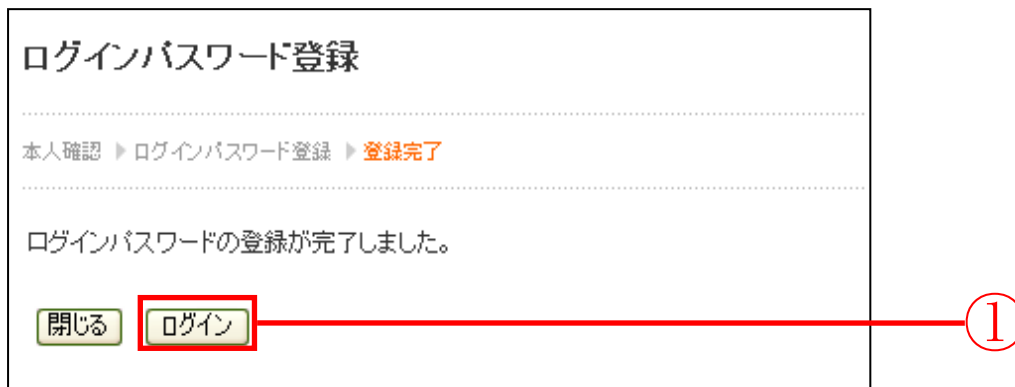 ログインパスワード登録
本人確認 ▶ ログインパスワード登録 ▶ 登録完了
ログインパスワードの登録が完了しました。
閉じる ログイン ①